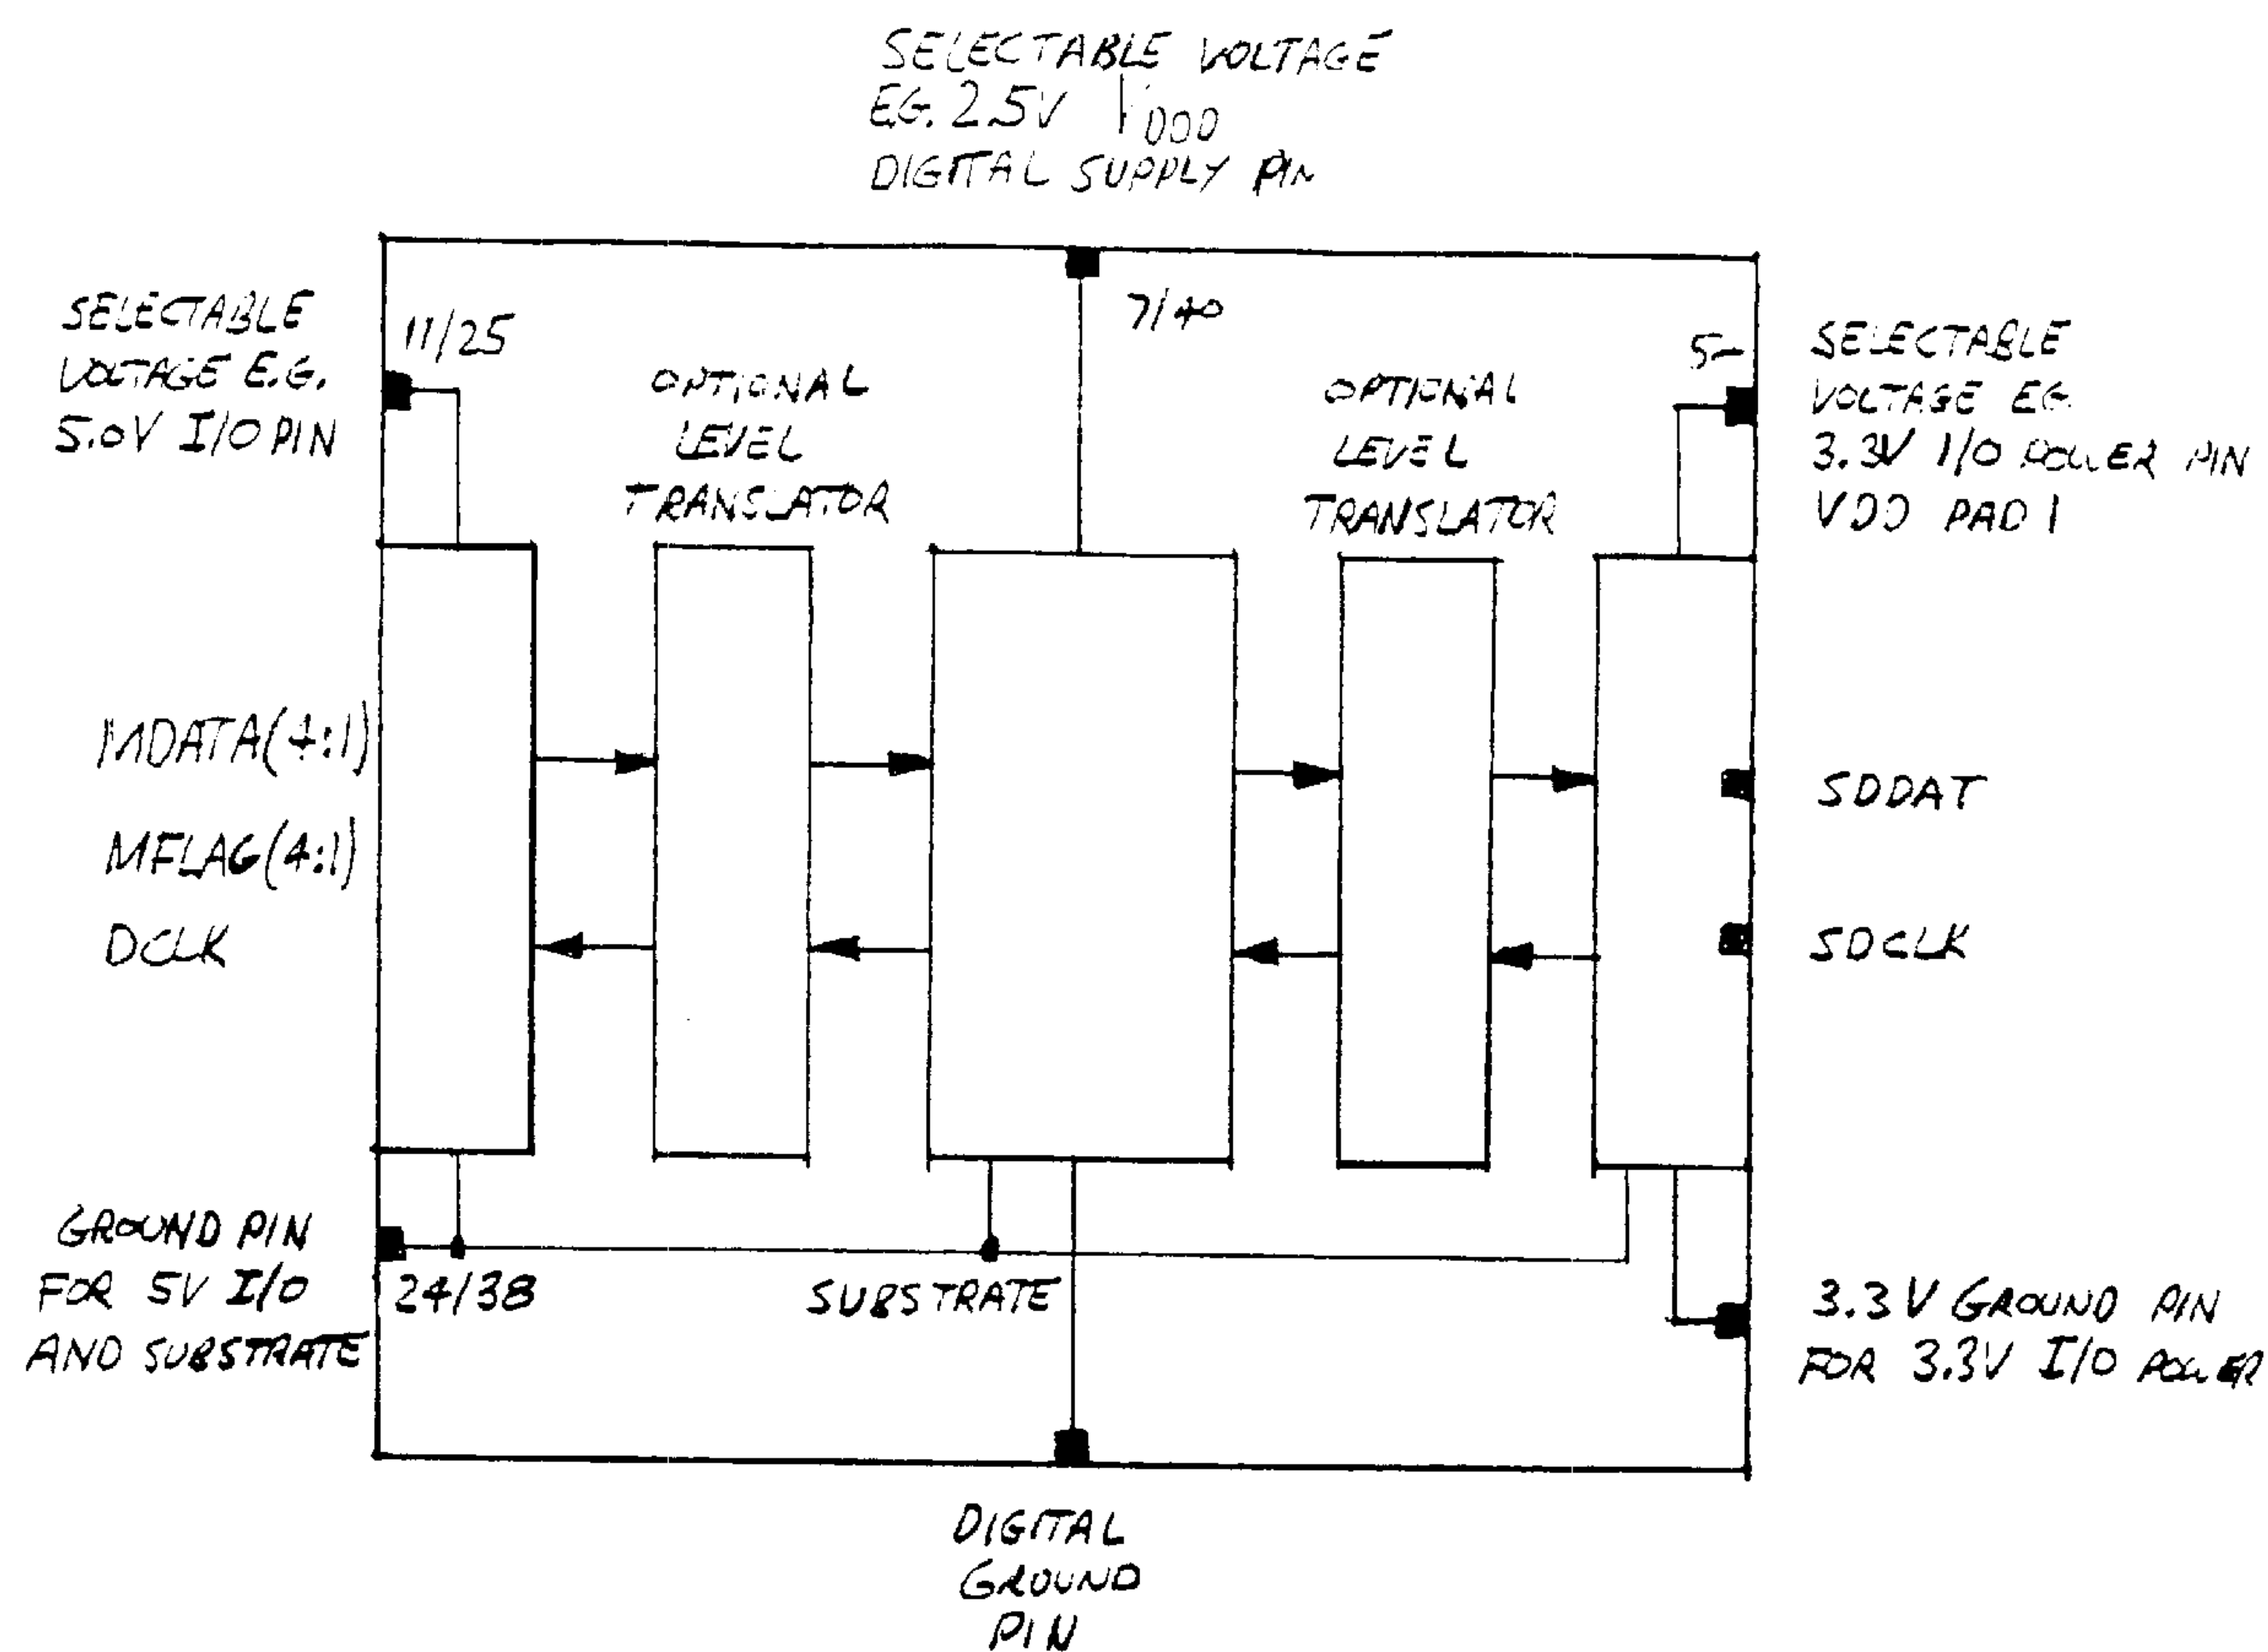 SELECTABLE VOLTAGE
EG. 2.5V VDDD
DIGITAL SUPPLY PIN
SELECTABLE
VOLTAGE E.G.
5.0V I/O PIN
11/25
7/40
OPTIONAL
LEVEL
TRANSLATOR
OPTIONAL
LEVEL
TRANSLATOR
SELECTABLE
VOLTAGE EG.
3.3V I/O POWER PIN
VDD PAD 1
MDATA(4:1)
MFLAG(4:1)
DCLK
SDDAT
SDCLK
GROUND PIN
FOR 5V I/O
AND SUBSTRATE
24/38
SUBSTRATE
3.3V GROUND PIN
FOR 3.3V I/O POWER
DIGITAL
GROUND
PIN